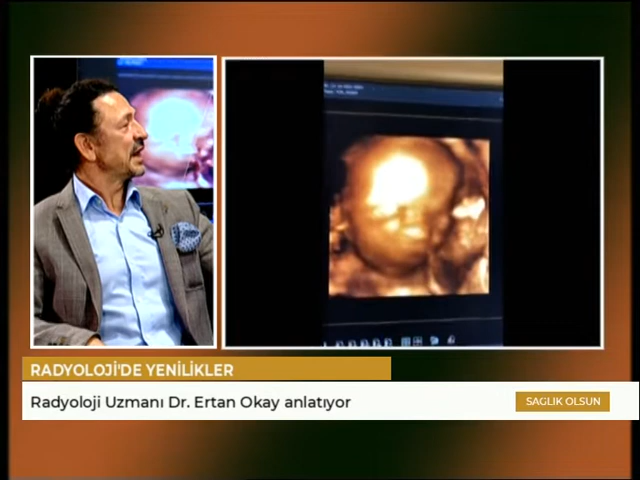 RADYOLOJİ'DE YENİLİKLER
Radyoloji Uzmanı Dr. Ertan Okay anlatıyor
SAGLIK OLSUN